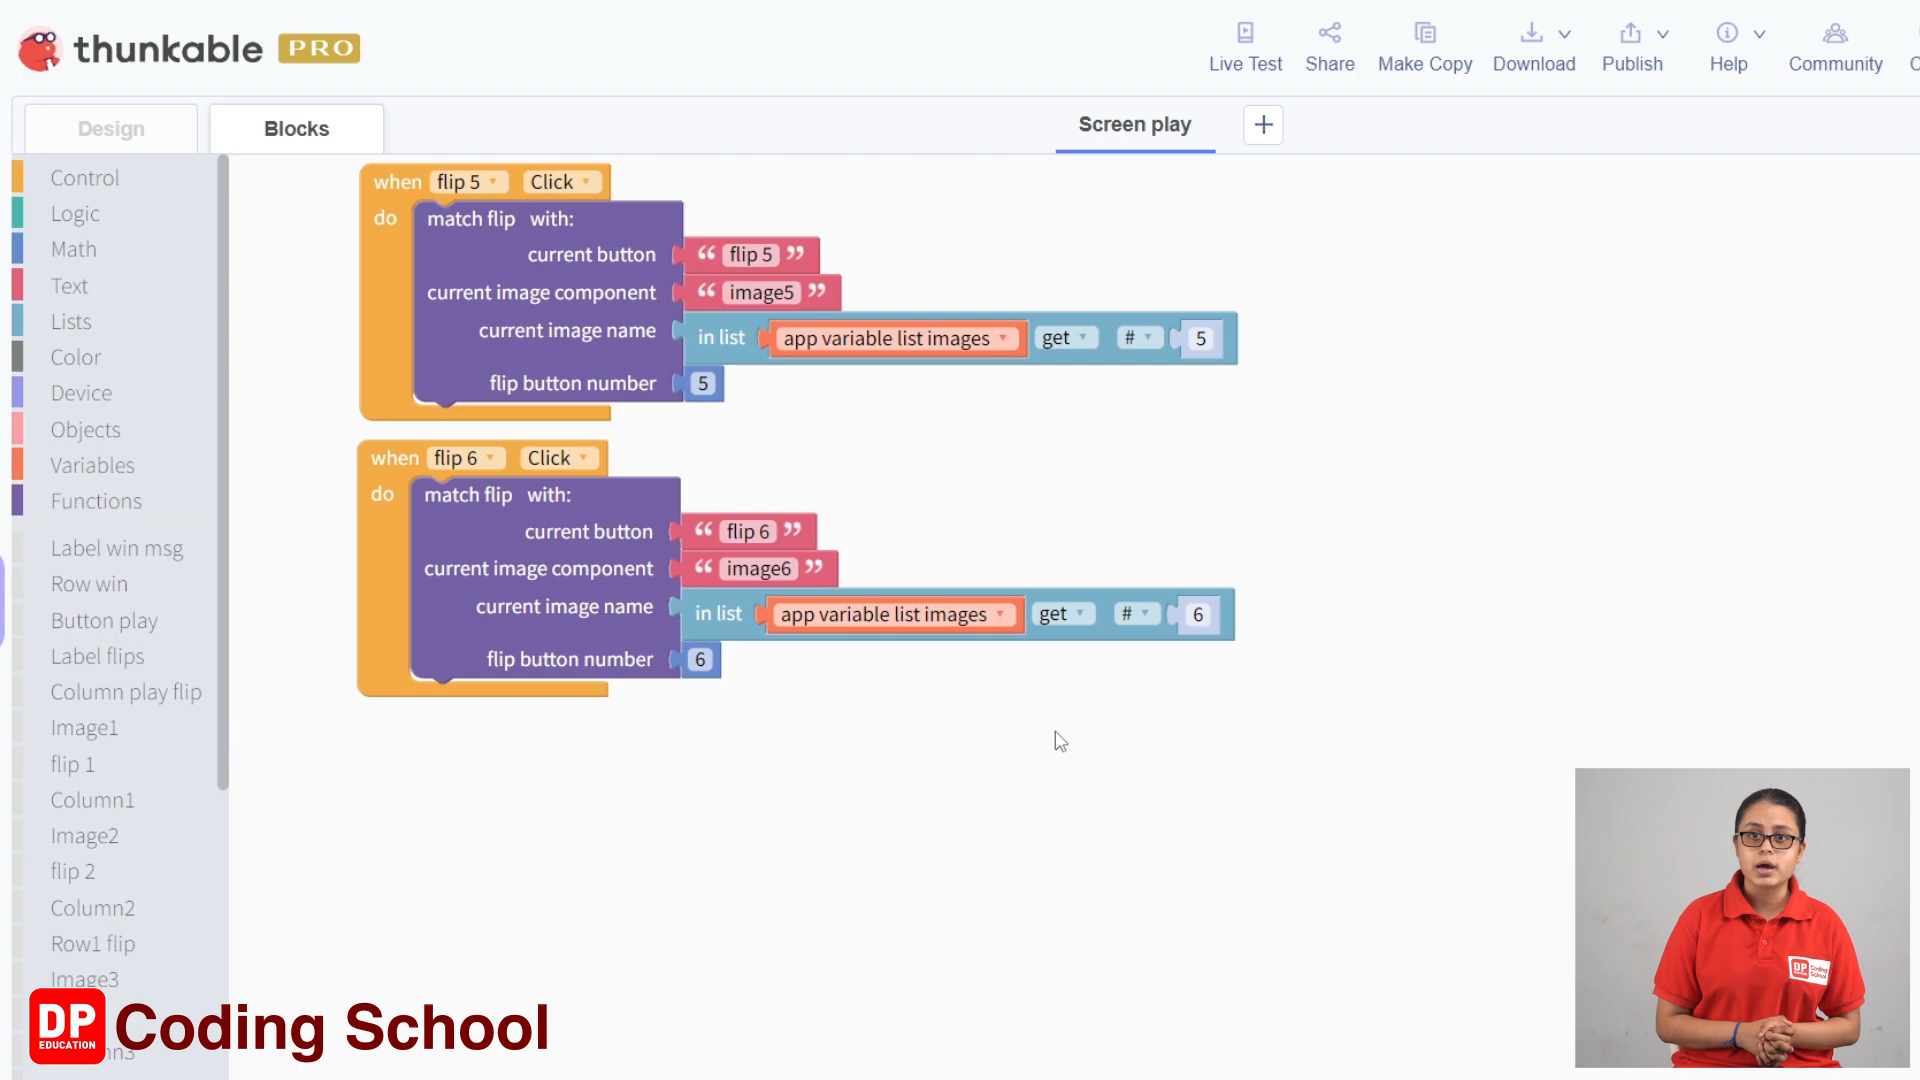 thunkable PRO
Live Test
Share
Make Copy
Download
Publish
Help
Community
Design
Blocks
Screen play
+
Control
Logic
Math
Text
Lists
Color
Device
Objects
Variables
Functions
Label win msg
Row win
Button play
Label flips
Column play flip
Image1
flip 1
Column1
Image2
flip 2
Column2
Row1 flip
Image3
when flip 5 Click
do match flip with:
current button “ flip 5 ”
current image component “ image5 ”
current image name in list app variable list images get # 5
flip button number 5
when flip 6 Click
do match flip with:
current button “ flip 6 ”
current image component “ image6 ”
current image name in list app variable list images get # 6
flip button number 6
DP
EDUCATION
Coding School
DP Coding
School